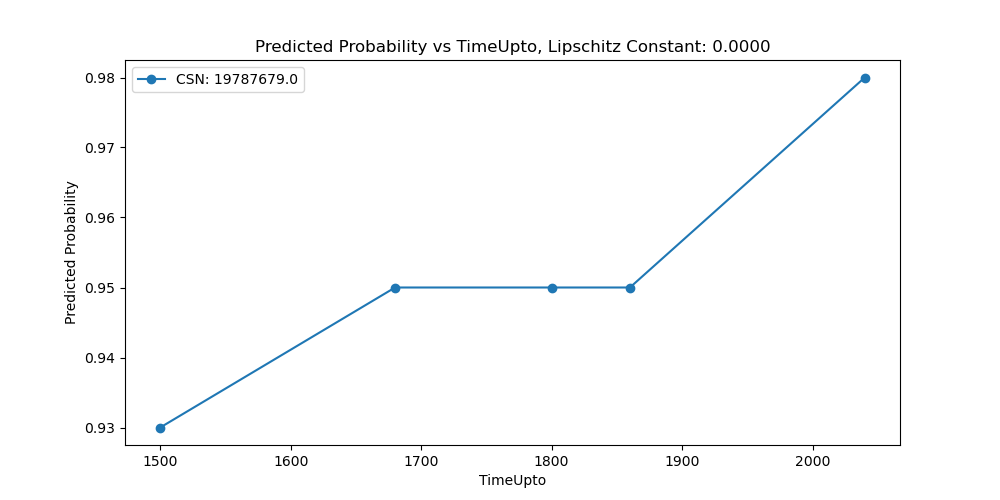 Predicted Probability vs TimeUpto, Lipschitz Constant: 0.0000
CSN: 19787679.0
0.98
0.97
0.96
0.95
0.94
0.93
Predicted Probability
1500 1600 1700 1800 1900 2000
TimeUpto